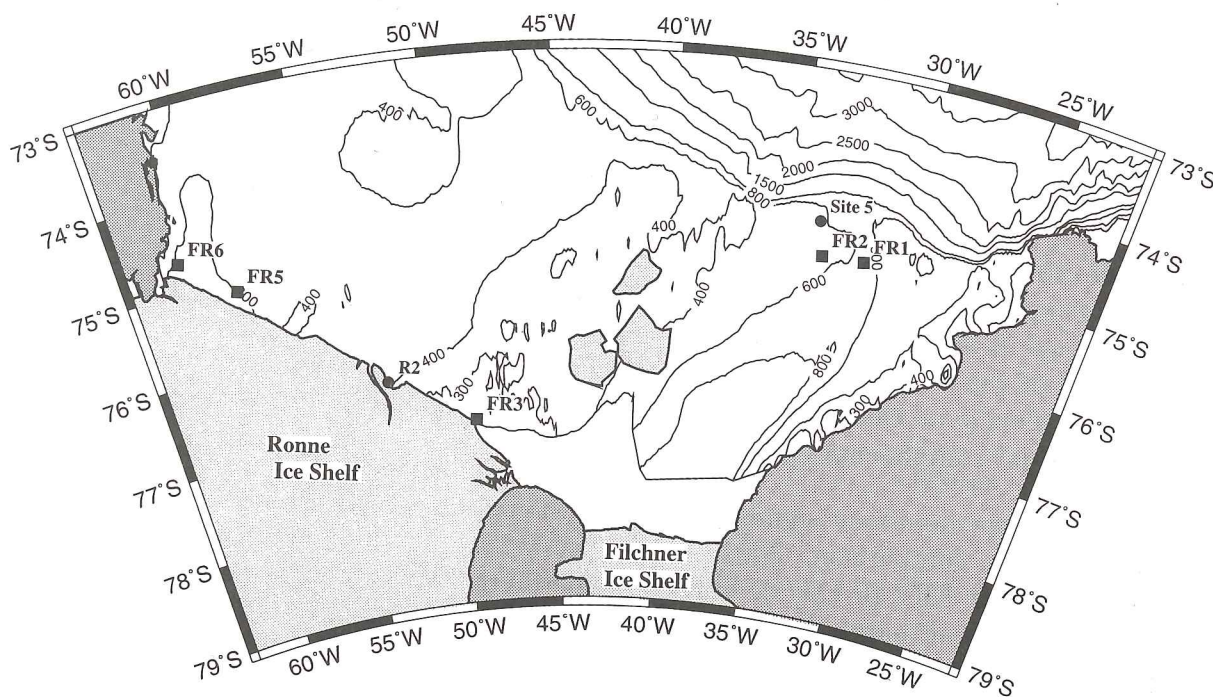 60°W
55°W
50°W
45°W
40°W
35°W
30°W
25°W
73°S
74°S
75°S
76°S
77°S
78°S
79°S
73°S
74°S
75°S
76°S
77°S
78°S
79°S
400
600
3000
2500
2000
1500
800
Site 5
FR2
FR1
FR6
FR5
400
400
400
400
600
800
R2
300
FR3
400
300
Ronne
Ice Shelf
Filchner
Ice Shelf
60°W
55°W
50°W
45°W
40°W
35°W
30°W
25°W